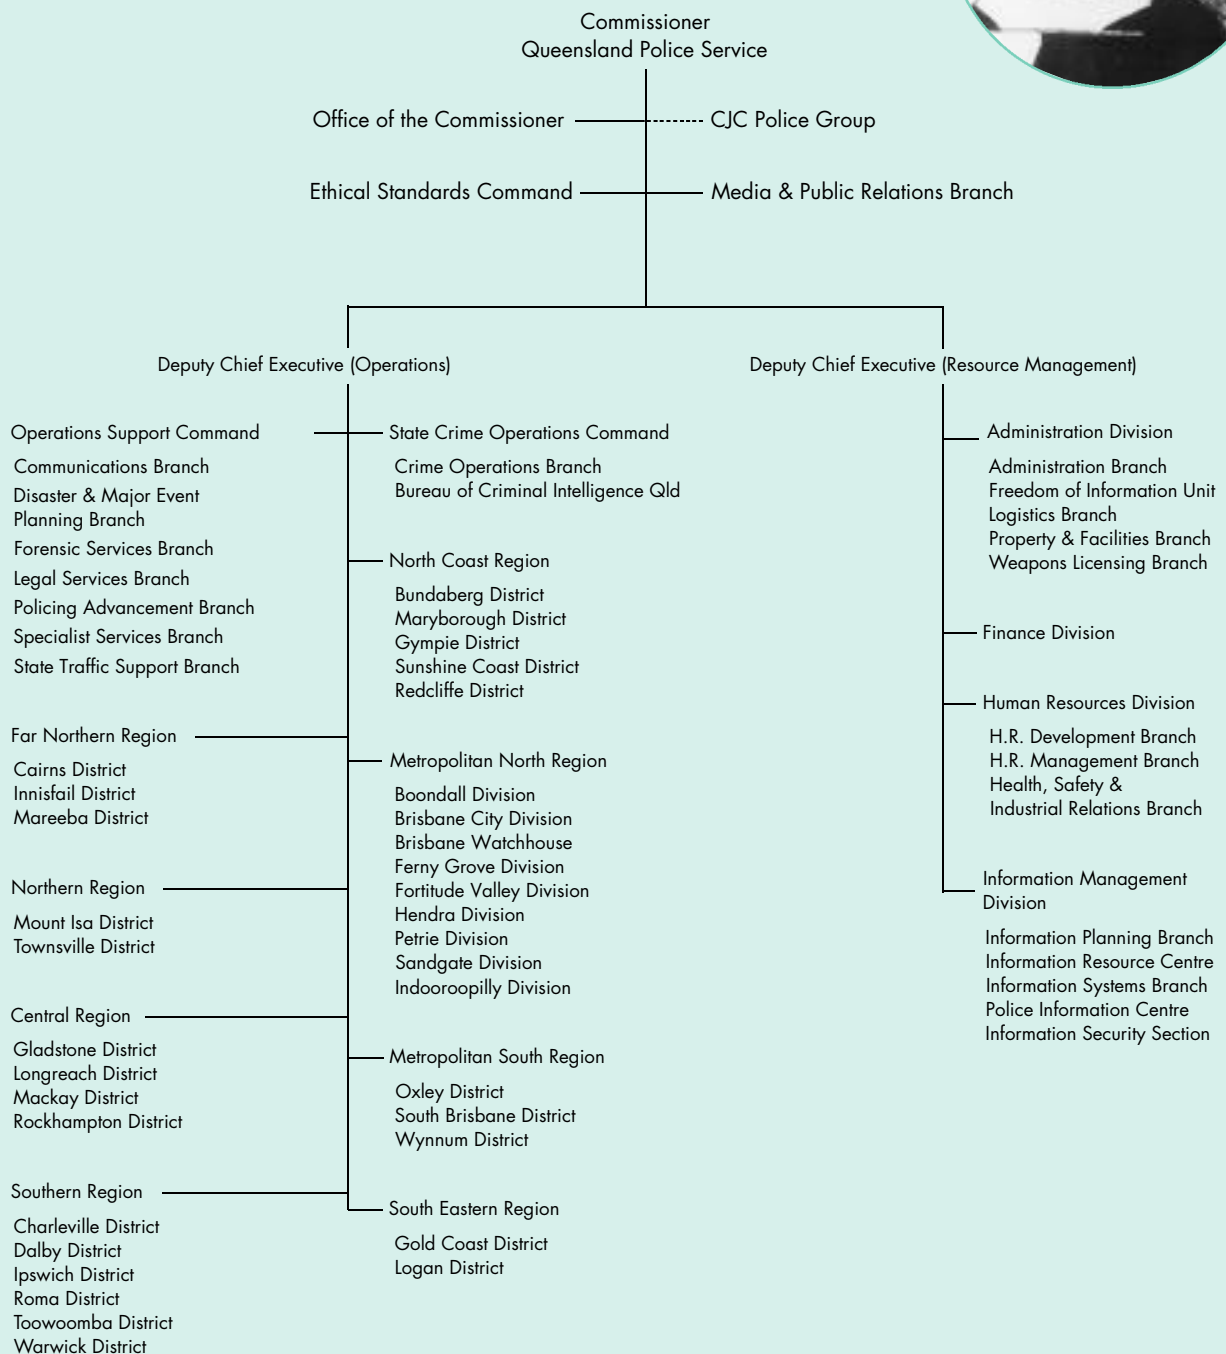 Commissioner
Queensland Police Service
Office of the Commissioner
CJC Police Group
Ethical Standards Command
Media & Public Relations Branch
Deputy Chief Executive (Operations)
Operations Support Command
Communications Branch
Disaster & Major Event
Planning Branch
Forensic Services Branch
Legal Services Branch
Policing Advancement Branch
Specialist Services Branch
State Traffic Support Branch
Far Northern Region
Cairns District
Innisfail District
Mareeba District
Northern Region
Mount Isa District
Townsville District
Central Region
Gladstone District
Longreach District
Mackay District
Rockhampton District
Southern Region
Charleville District
Dalby District
Ipswich District
Roma District
Toowoomba District
Warwick District
State Crime Operations Command
Crime Operations Branch
Bureau of Criminal Intelligence Qld
North Coast Region
Bundaberg District
Maryborough District
Gympie District
Sunshine Coast District
Redcliffe District
Metropolitan North Region
Boondall Division
Brisbane City Division
Brisbane Watchhouse
Ferny Grove Division
Fortitude Valley Division
Hendra Division
Petrie Division
Sandgate Division
Indooroopilly Division
Metropolitan South Region
Oxley District
South Brisbane District
Wynnum District
South Eastern Region
Gold Coast District
Logan District
Deputy Chief Executive (Resource Management)
Administration Division
Administration Branch
Freedom of Information Unit
Logistics Branch
Property & Facilities Branch
Weapons Licensing Branch
Finance Division
Human Resources Division
H.R. Development Branch
H.R. Management Branch
Health, Safety &
Industrial Relations Branch
Information Management
Division
Information Planning Branch
Information Resource Centre
Information Systems Branch
Police Information Centre
Information Security Section